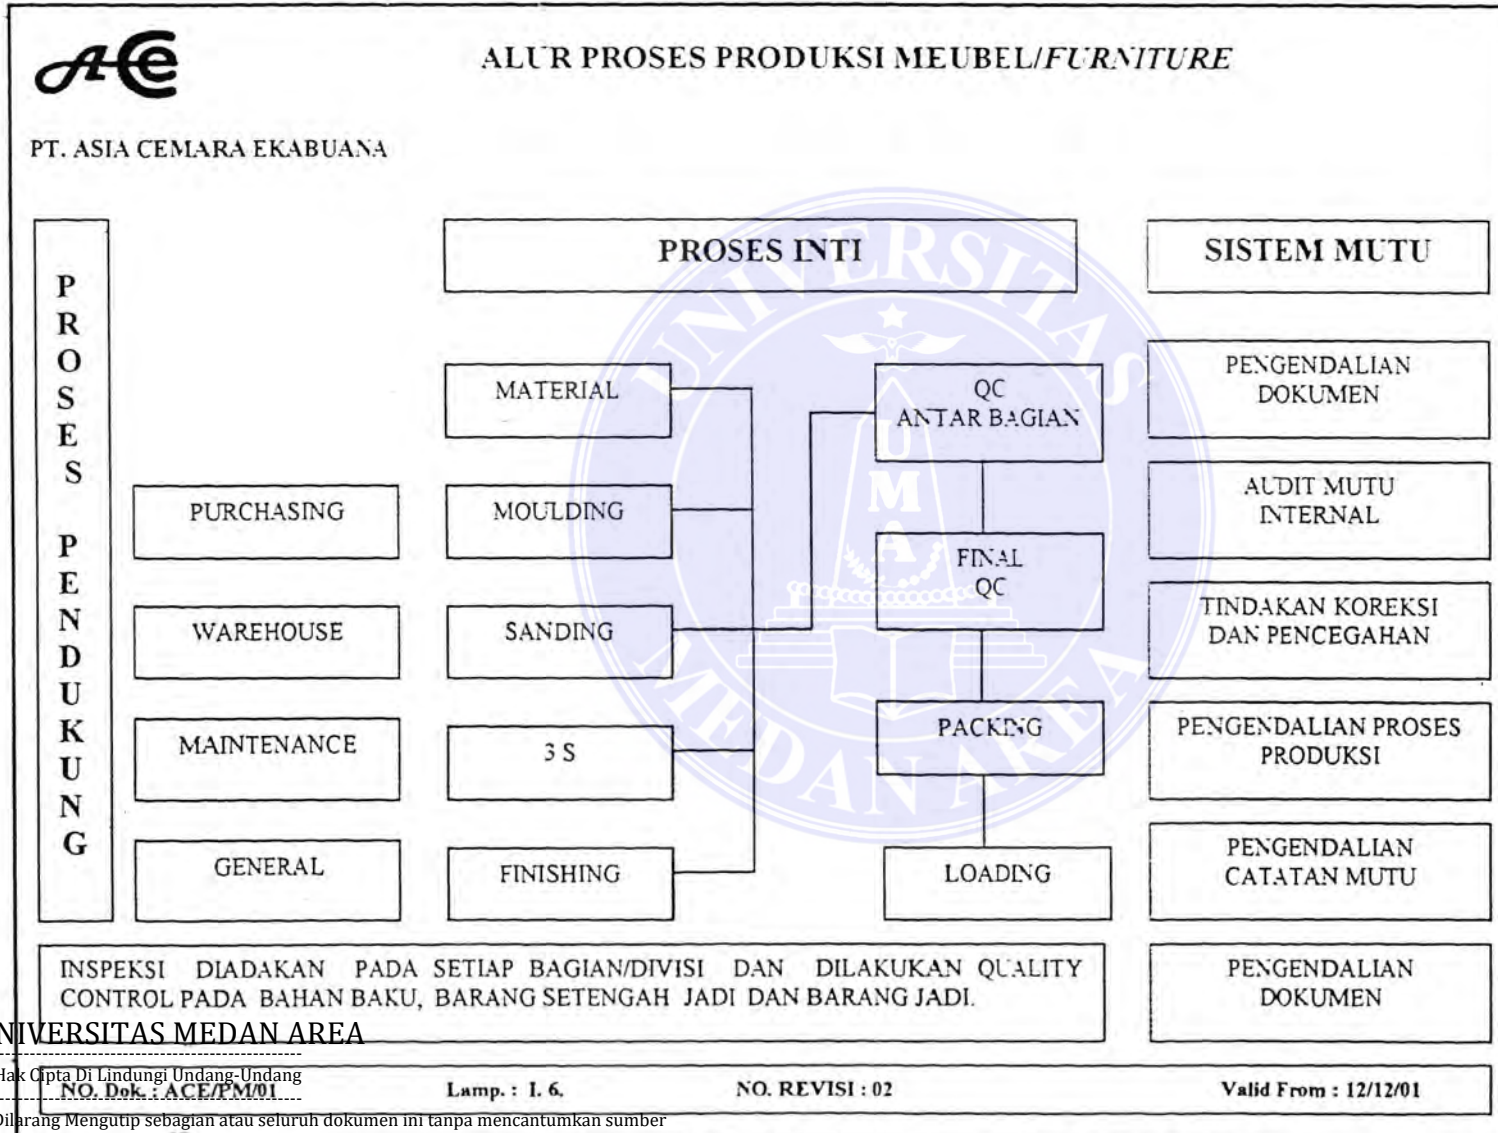 ACe
ALUR PROSES PRODUKSI MEUBEL/FURNITURE
PT. ASIA CEMARA EKABUANA
PROSES PENDUKUNG
PROSES INTI
SISTEM MUTU
MATERIAL
MOULDING
SANDING
3 S
FINISHING
PURCHASING
WAREHOUSE
MAINTENANCE
GENERAL
QC
ANTAR BAGIAN
FINAL
QC
PACKING
LOADING
PENGENDALIAN
DOKUMEN
AUDIT MUTU
INTERNAL
TINDAKAN KOREKSI
DAN PENCEGAHAN
PENGENDALIAN PROSES
PRODUKSI
PENGENDALIAN
CATATAN MUTU
PENGENDALIAN
DOKUMEN
INSPEKSI DIADAKAN PADA SETIAP BAGIAN/DIVISI DAN DILAKUKAN QUALITY
CONTROL PADA BAHAN BAKU, BARANG SETENGAH JADI DAN BARANG JADI.
NIVERSITAS MEDAN AREA
Hak Cipta Di Lindungi Undang-Undang
NO. Dok. : ACE/PM/01 Lamp. : I. 6. NO. REVISI : 02 Valid From : 12/12/01
Dilarang Mengutip sebagian atau seluruh dokumen ini tanpa mencantumkan sumber
UNIVERSITAS
MEDAN AREA
UMA